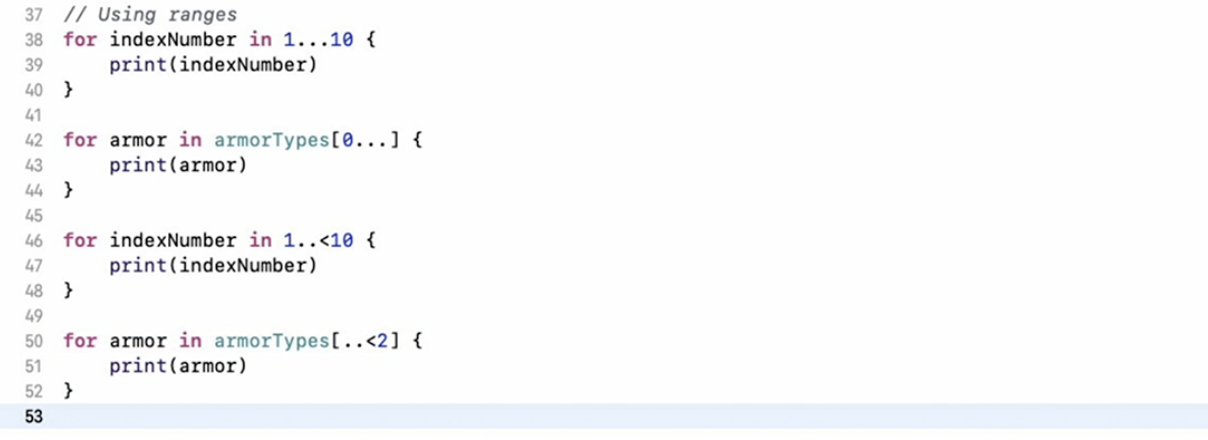 37 // Using ranges
38 for indexNumber in 1...10 {
39     print(indexNumber)
40 }
41
42 for armor in armorTypes[0...] {
43     print(armor)
44 }
45
46 for indexNumber in 1..<10 {
47     print(indexNumber)
48 }
49
50 for armor in armorTypes[..<2] {
51     print(armor)
52 }
53